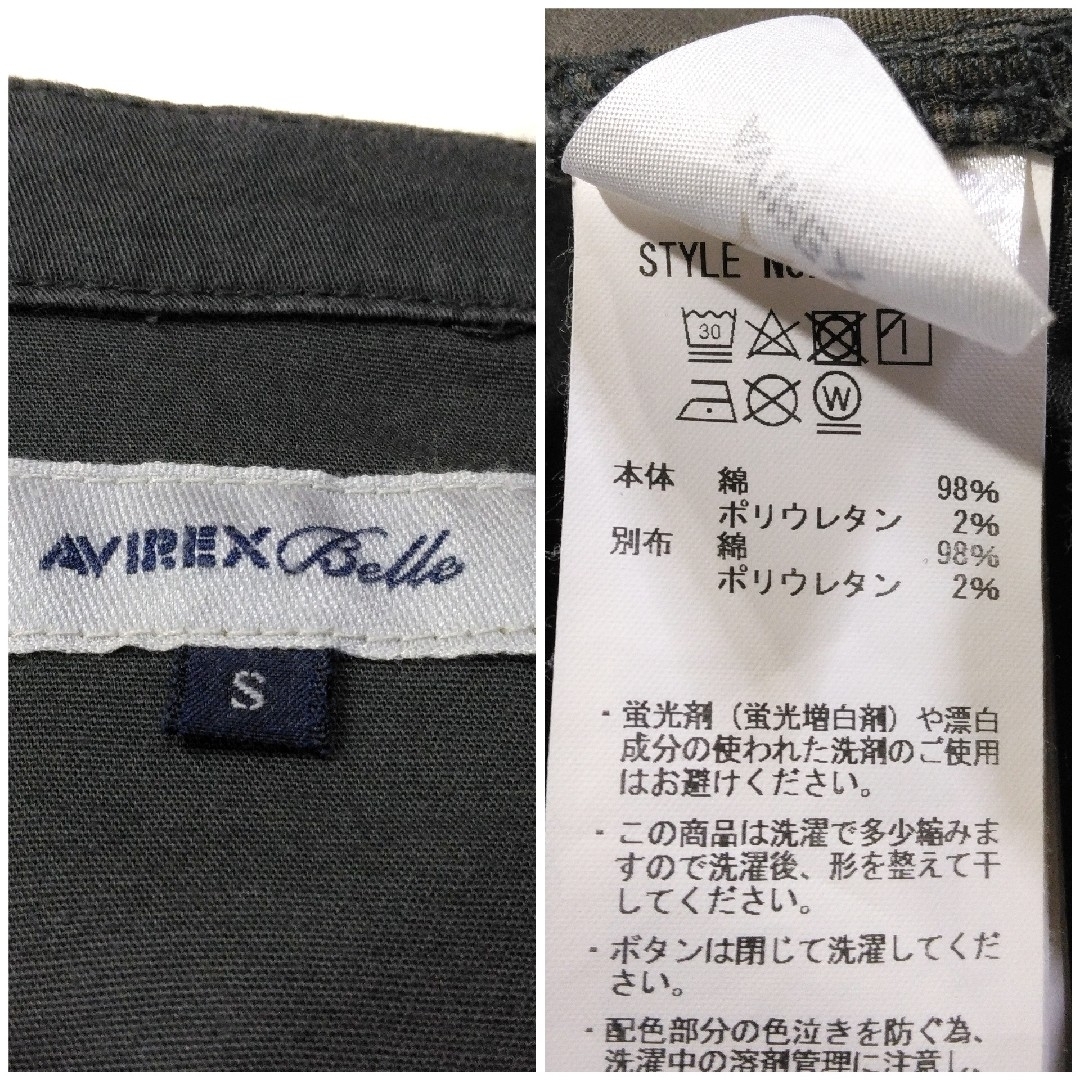 AVIREX Belle
S
STYLE No.
30
W
本体 綿 98%
ポリウレタン 2%
別布 綿 98%
ポリウレタン 2%
・蛍光剤（蛍光増白剤）や漂白
成分の使われた洗剤のご使用
はお避けください。
・この商品は洗濯で多少縮みま
すので洗濯後、形を整えて干
してください。
・ボタンは閉じて洗濯してくだ
さい。
・配色部分の色泣きを防ぐ為、
洗濯中の溶剤管理に注意し、